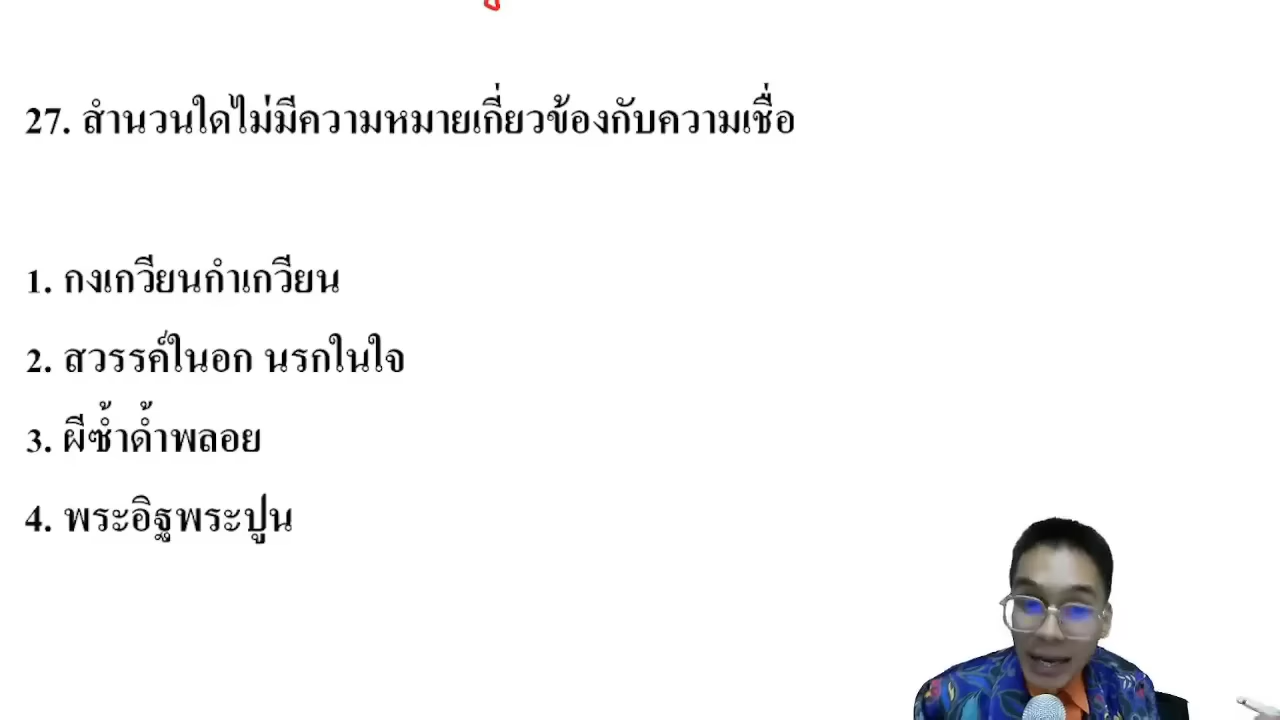 27. สำนวนใดไม่มีความหมายเกี่ยวข้องกับความเชื่อ
1. กงเกวียนกำเกวียน
2. สวรรค์ในอก นรกในใจ
3. ผีซ้ำด้ำพลอย
4. พระอิฐพระปูน